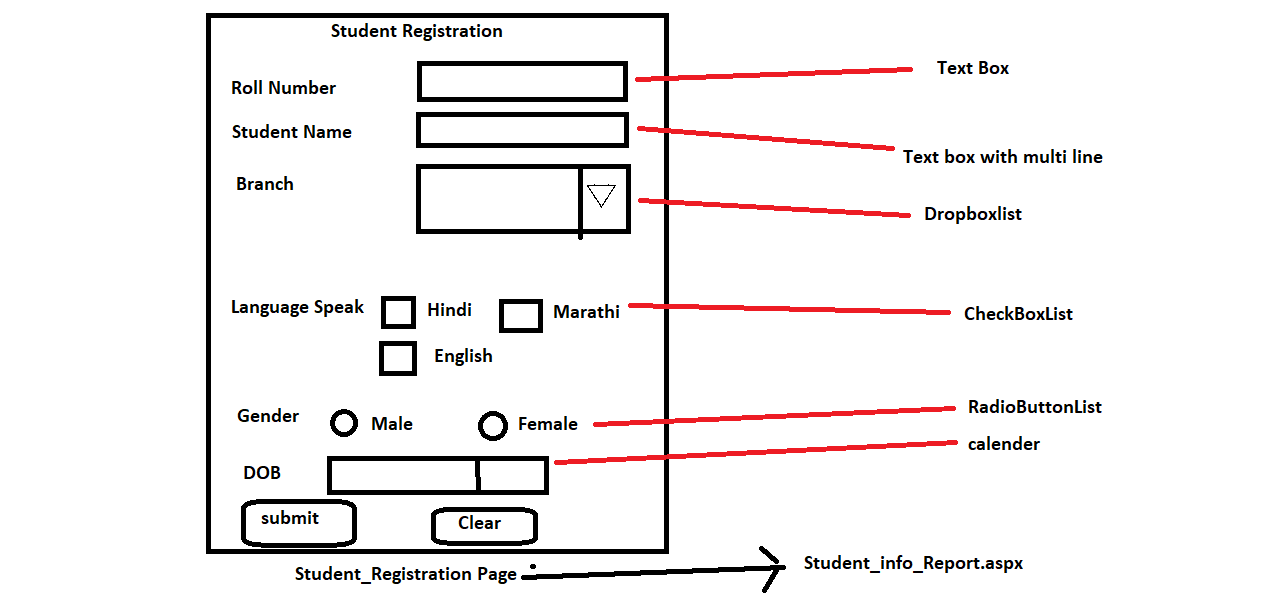 Student Registration
Roll Number
Text Box
Student Name
Text box with multi line
Branch
Dropboxlist
Language Speak Hindi Marathi
CheckBoxList
English
Gender Male Female
RadioButtonList
calender
DOB
submit Clear
Student_Registration Page
Student_info_Report.aspx